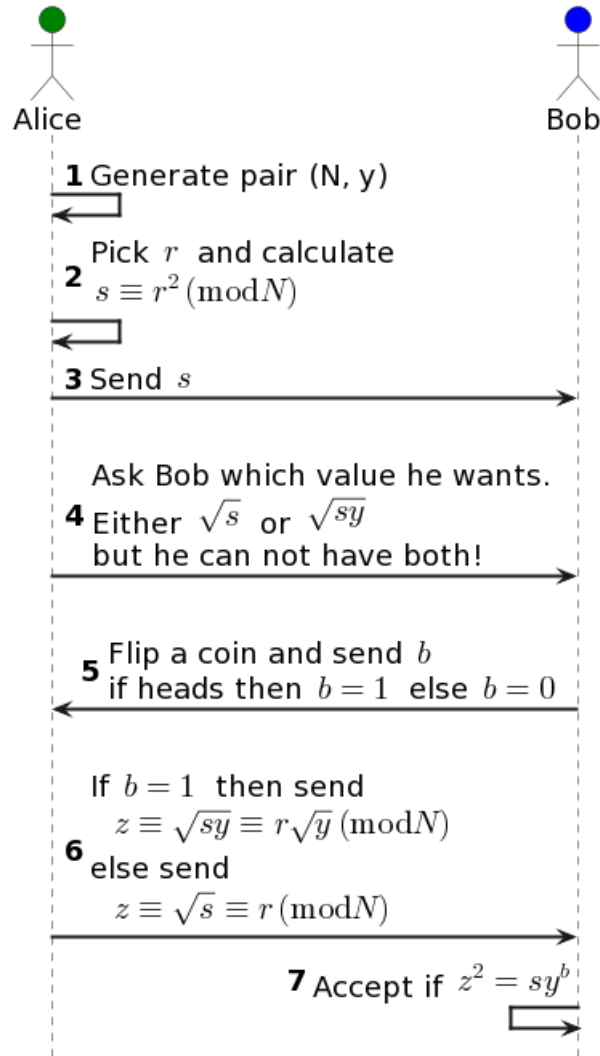 Alice Bob
1 Generate pair (N, y)
Pick r and calculate
2 s ≡ r² (modN)
3 Send s
Ask Bob which value he wants.
4 Either √s or √sy
but he can not have both!
5 Flip a coin and send b
if heads then b = 1 else b = 0
If b = 1 then send
z ≡ √sy ≡ r√y (modN)
6 else send
z ≡ √s ≡ r (modN)
7 Accept if z² = syᵇ